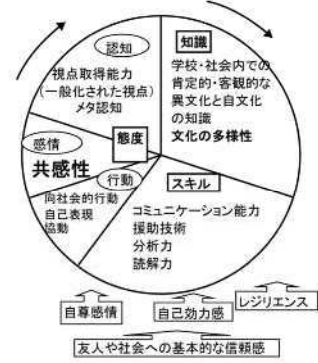 認知
視点取得能力
(一般化された視点)
メタ認知
知識
学校・社会内での
肯定的・客観的な
異文化と自文化
の知識
文化の多様性
態度
感情
共感性
行動
向社会的行動
自己表現
協動
スキル
コミュニケーション能力
援助技術
分析力
読解力
自尊感情
自己効力感
レジリエンス
友人や社会への基本的な信頼感